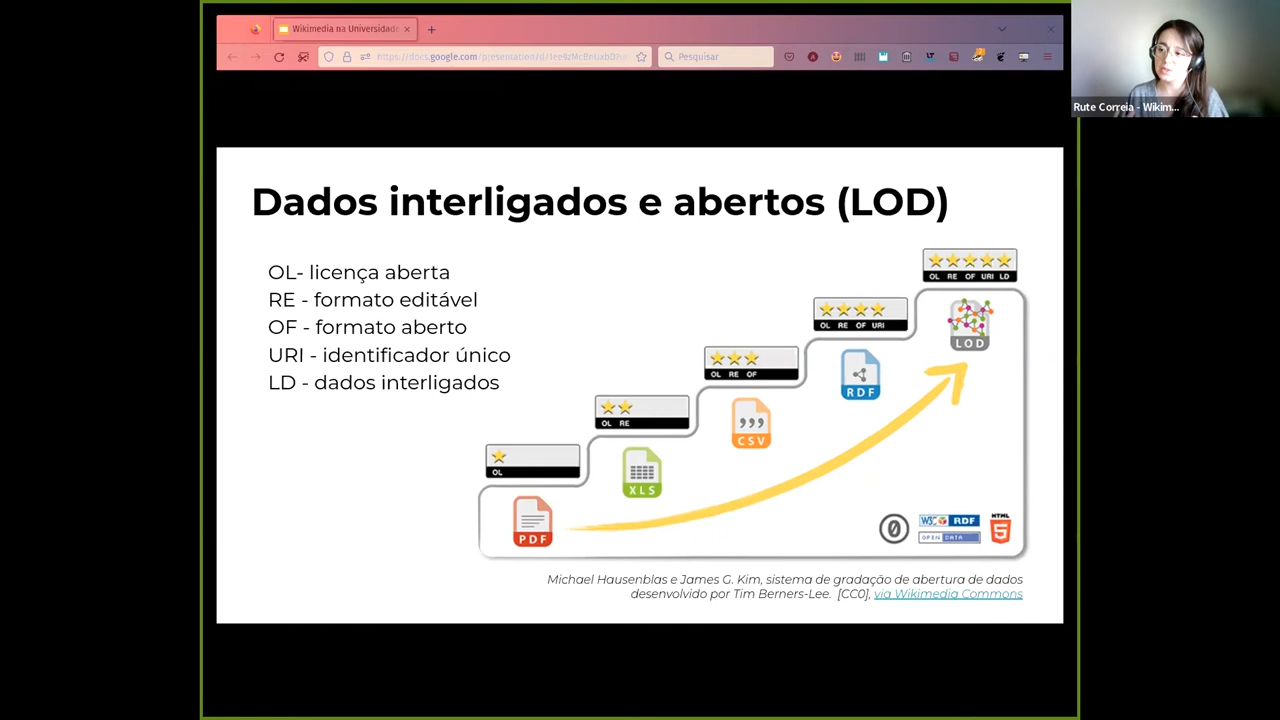 Wikimedia na Universidade
Pesquisar
Rute Correia - Wikim...
Dados interligados e abertos (LOD)
OL- licença aberta
RE - formato editável
OF - formato aberto
URI - identificador único
LD - dados interligados
OL RE OF URI LD
LOD
OL RE OF URI
RDF
OL RE OF
CSV
OL RE
XLS
OL
PDF
0
W3C RDF
OPEN DATA
HTML
5
Michael Hausenblas e James G. Kim, sistema de gradação de abertura de dados
desenvolvido por Tim Berners-Lee. [CC0], via Wikimedia Commons